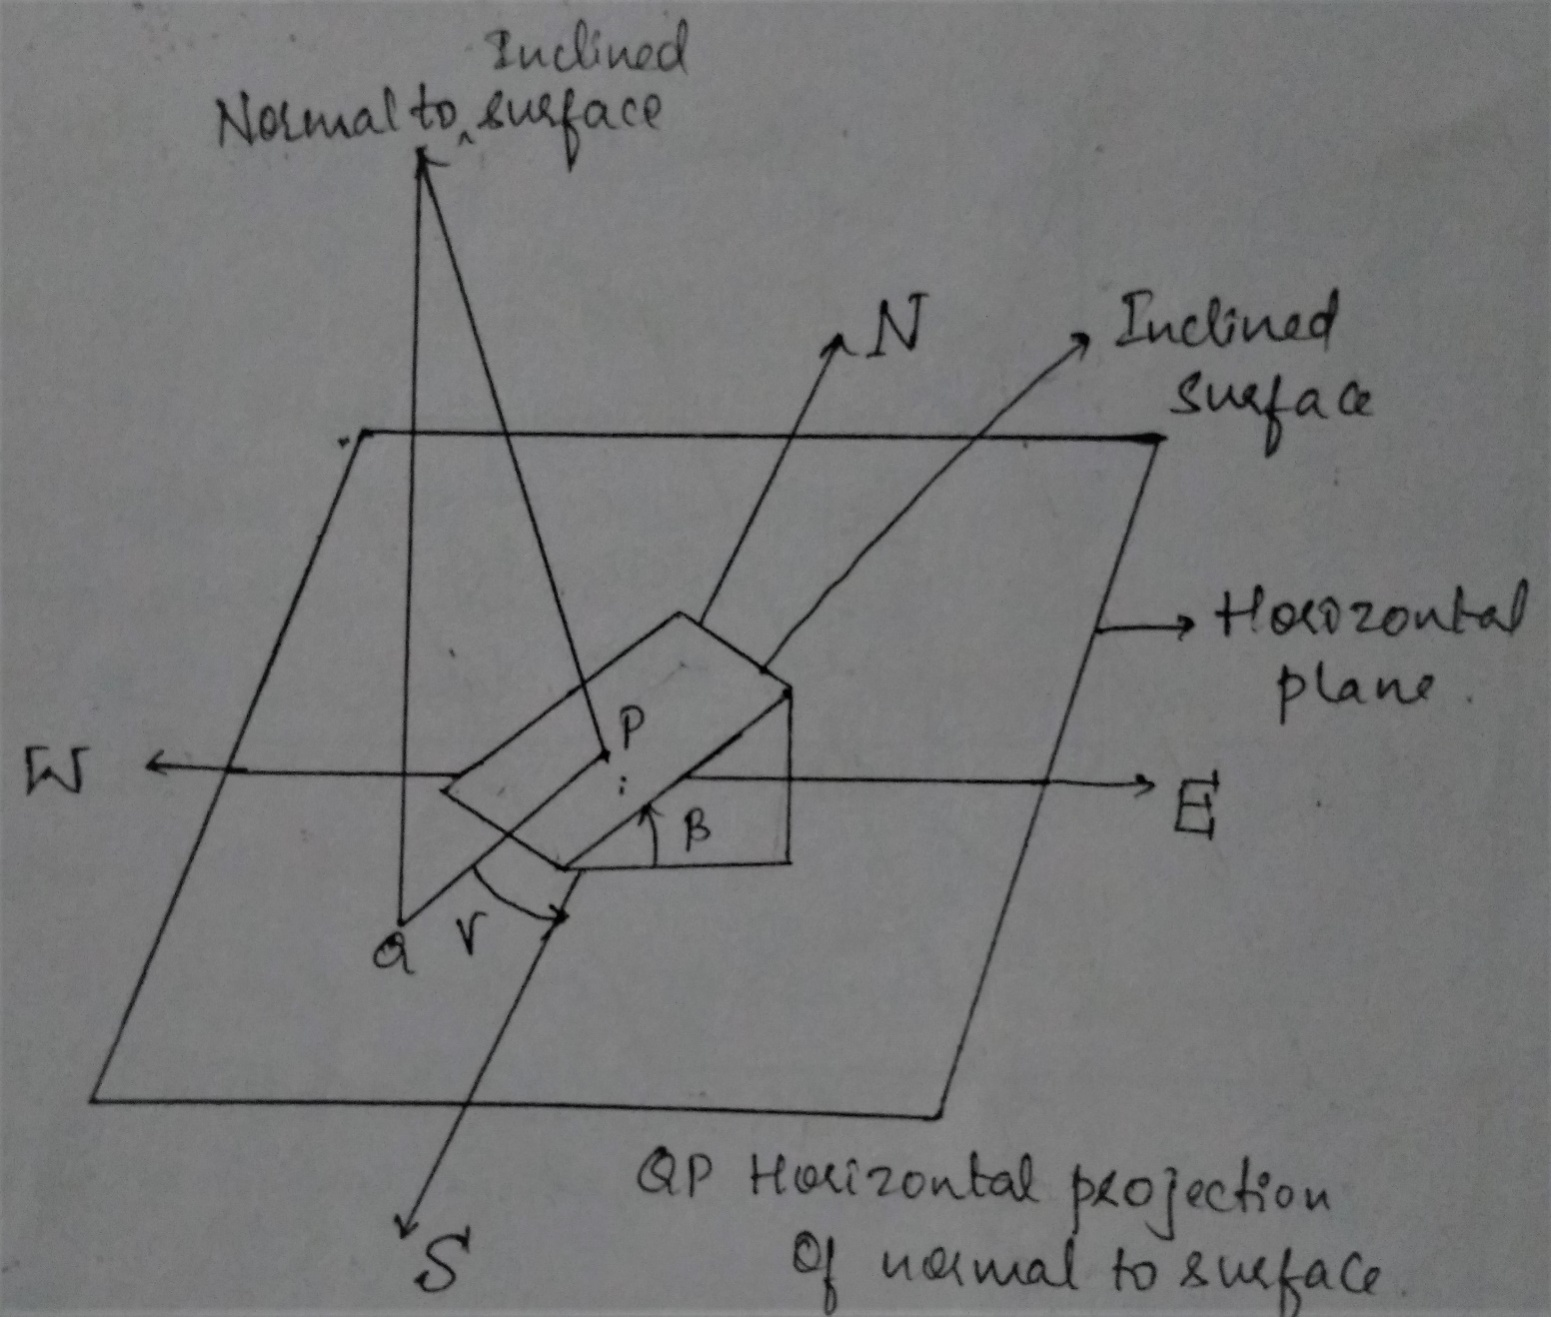 Inclined
Normal to ^ surface
N
Inclined
surface
Horizontal
plane.
P
W
E
β
Q
γ
QP Horizontal projection
Of normal to surface.
S